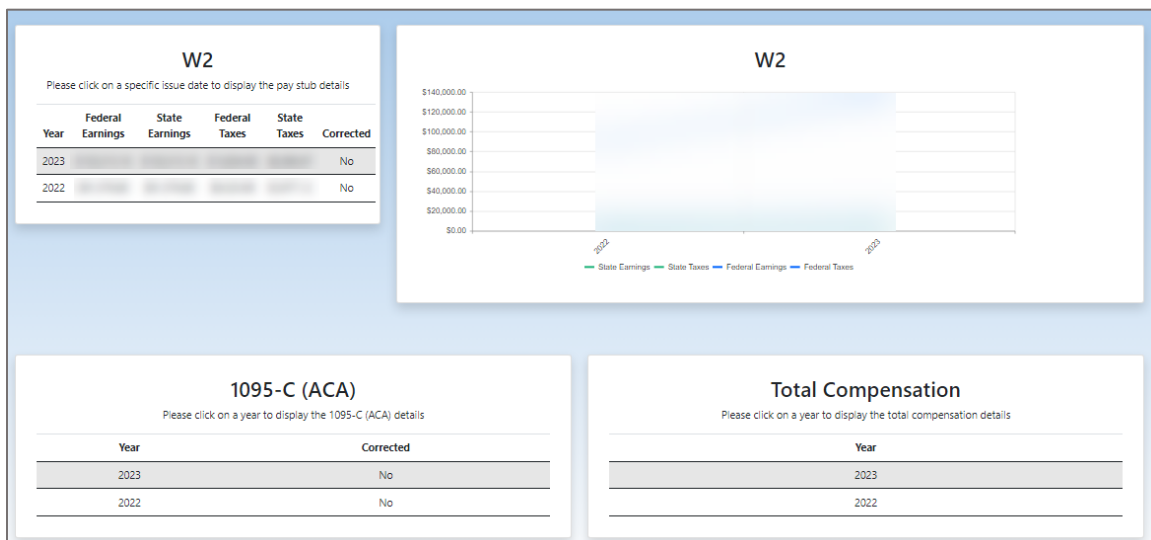 W2
Please click on a specific issue date to display the pay stub details
Year Federal Earnings State Earnings Federal Taxes State Taxes Corrected
2023 No
2022 No
W2
$140,000.00
$120,000.00
$100,000.00
$80,000.00
$60,000.00
$40,000.00
$20,000.00
$0.00
2022 2023
State Earnings State Taxes Federal Earnings Federal Taxes
1095-C (ACA)
Please click on a year to display the 1095-C (ACA) details
Year Corrected
2023 No
2022 No
Total Compensation
Please click on a year to display the total compensation details
Year
2023
2022